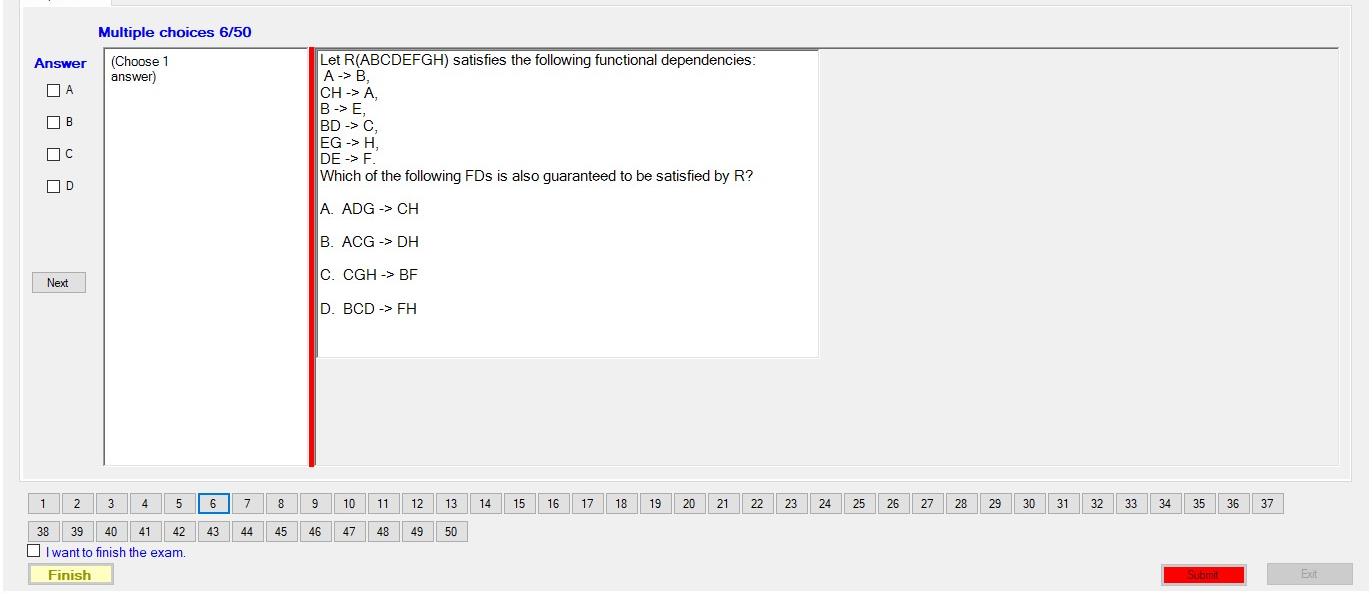 Multiple choices 6/50
Answer
A
B
C
D
Next
(Choose 1
answer)
Let R(ABCDEFGH) satisfies the following functional dependencies:
A -> B,
CH -> A,
B -> E,
BD -> C,
EG -> H,
DE -> F.
Which of the following FDs is also guaranteed to be satisfied by R?
A. ADG -> CH
B. ACG -> DH
C. CGH -> BF
D. BCD -> FH
1 2 3 4 5 6 7 8 9 10 11 12 13 14 15 16 17 18 19 20 21 22 23 24 25 26 27 28 29 30 31 32 33 34 35 36 37
38 39 40 41 42 43 44 45 46 47 48 49 50
I want to finish the exam.
Finish
Submit
Exit